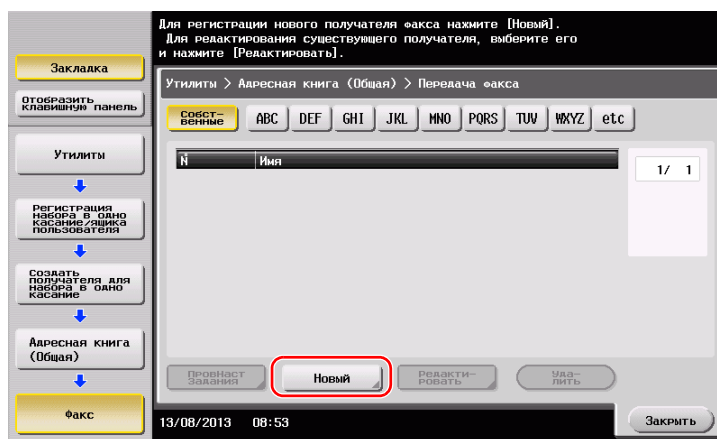 Для регистрации нового получателя факса нажмите [Новый].
Для редактирования существующего получателя, выберите его
и нажмите [Редактировать].
Закладка
Отобразить
клавишную панель
Утилиты
Регистрация
набора в одно
касание/ящика
пользователя
Создать
получателя для
набора в одно
касание
Адресная книга
(Общая)
Факс
Утилиты > Адресная книга (Общая) > Передача факса
Собст-
венные
ABC
DEF
GHI
JKL
MNO
PQRS
TUV
WXYZ
etc
N
Имя
1/ 1
ПровНаст
Задания
Новый
Редакти-
ровать
Уда-
лить
13/08/2013 08:53
Закрыть